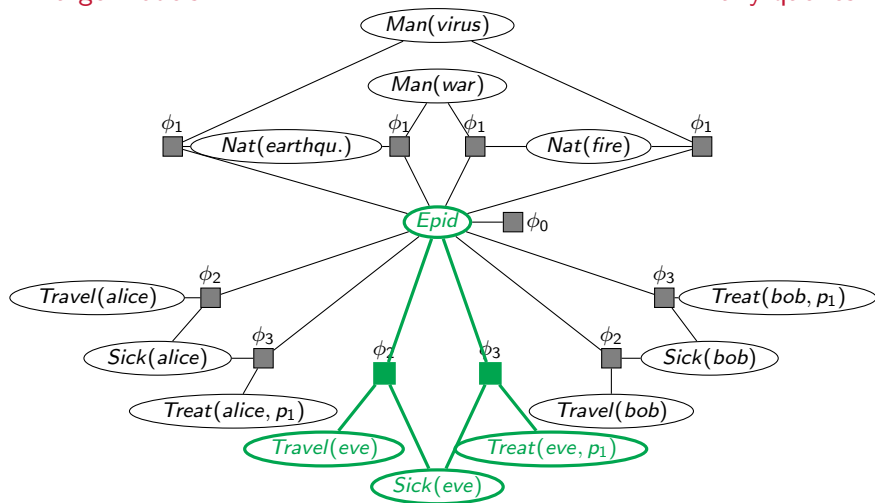 Man(virus)
Man(war)
ϕ1
ϕ1
ϕ1
ϕ1
Nat(earthqu.)
Nat(fire)
Epid
ϕ0
ϕ2
ϕ3
Travel(alice)
Treat(bob, p1)
ϕ3
ϕ2
Sick(alice)
Sick(bob)
ϕ2
ϕ3
Treat(alice, p1)
Travel(bob)
Travel(eve)
Treat(eve, p1)
Sick(eve)